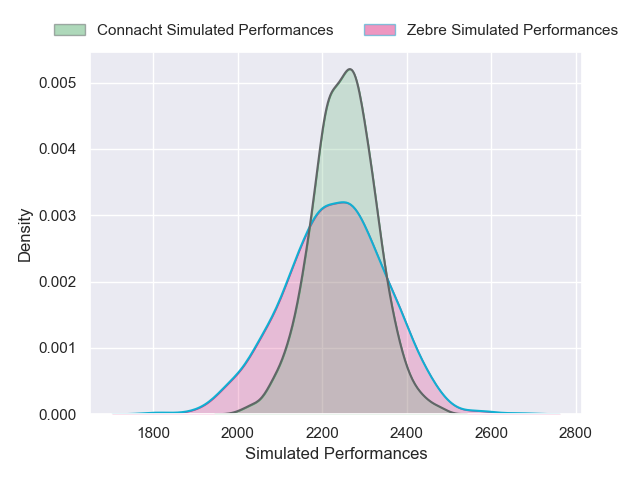 Connacht Simulated Performances Zebre Simulated Performances
0.005
0.004
0.003
0.002
0.001
0.000
Density
1800 2000 2200 2400 2600 2800
Simulated Performances